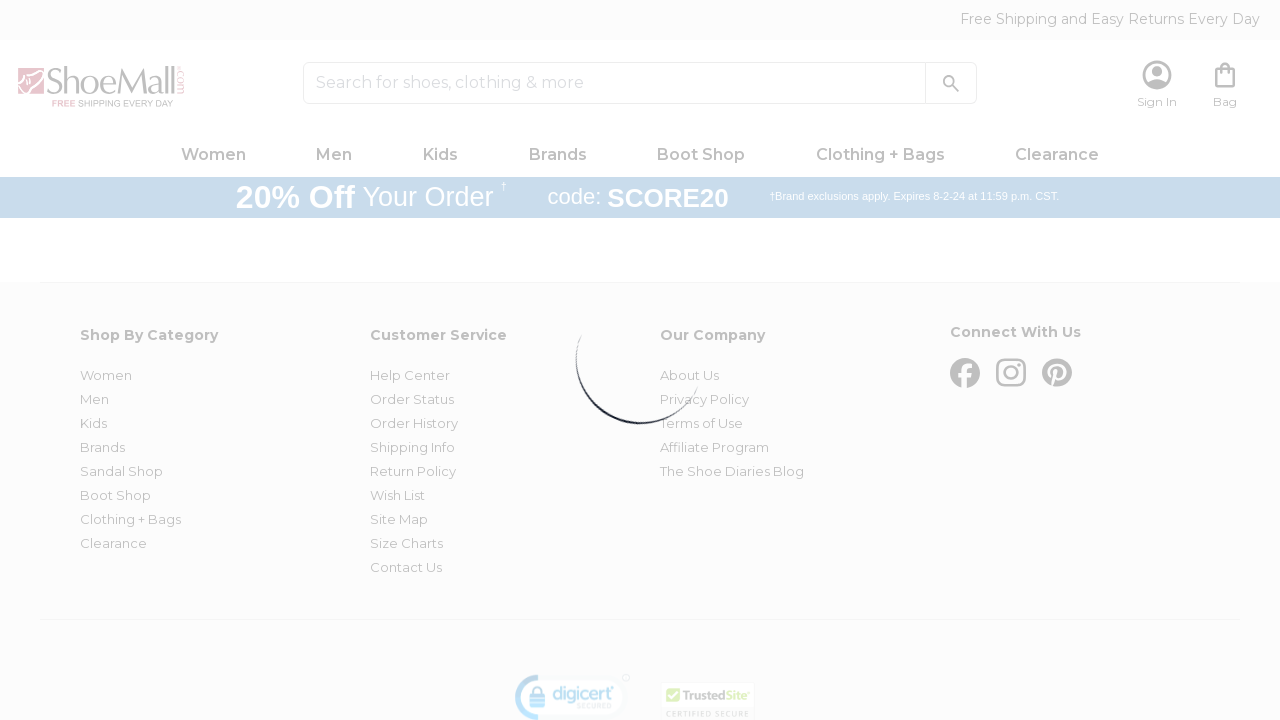 Free Shipping and Easy Returns Every Day
ShoeMall.com
FREE SHIPPING EVERY DAY
Search for shoes, clothing & more
Sign In
Bag
Women Men Kids Brands Boot Shop Clothing + Bags Clearance
20% Off Your Order † code: SCORE20 †Brand exclusions apply. Expires 8-2-24 at 11:59 p.m. CST.
Shop By Category
Women
Men
Kids
Brands
Sandal Shop
Boot Shop
Clothing + Bags
Clearance
Customer Service
Help Center
Order Status
Order History
Shipping Info
Return Policy
Wish List
Site Map
Size Charts
Contact Us
Our Company
About Us
Privacy Policy
Terms of Use
Affiliate Program
The Shoe Diaries Blog
Connect With Us
digicert
SECURED
TrustedSite
CERTIFIED SECURE